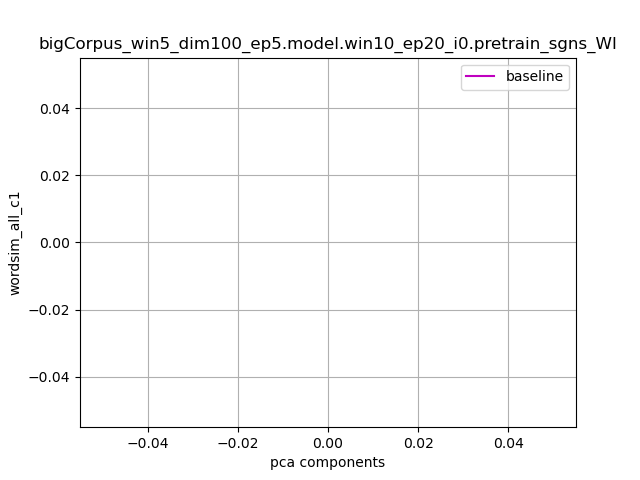 bigCorpus_win5_dim100_ep5.model.win10_ep20_i0.pretrain_sgns_WI
baseline
0.04
0.02
0.00
−0.02
−0.04
wordsim_all_c1
−0.04 −0.02 0.00 0.02 0.04
pca components